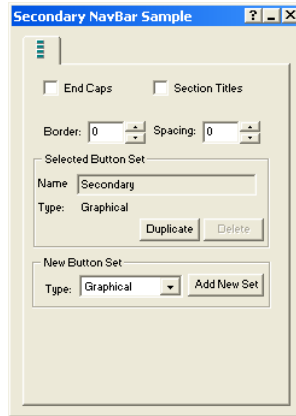 Secondary NavBar Sample
End Caps Section Titles
Border: 0 Spacing: 0
Selected Button Set
Name Secondary
Type: Graphical
Duplicate Delete
New Button Set
Type: Graphical Add New Set